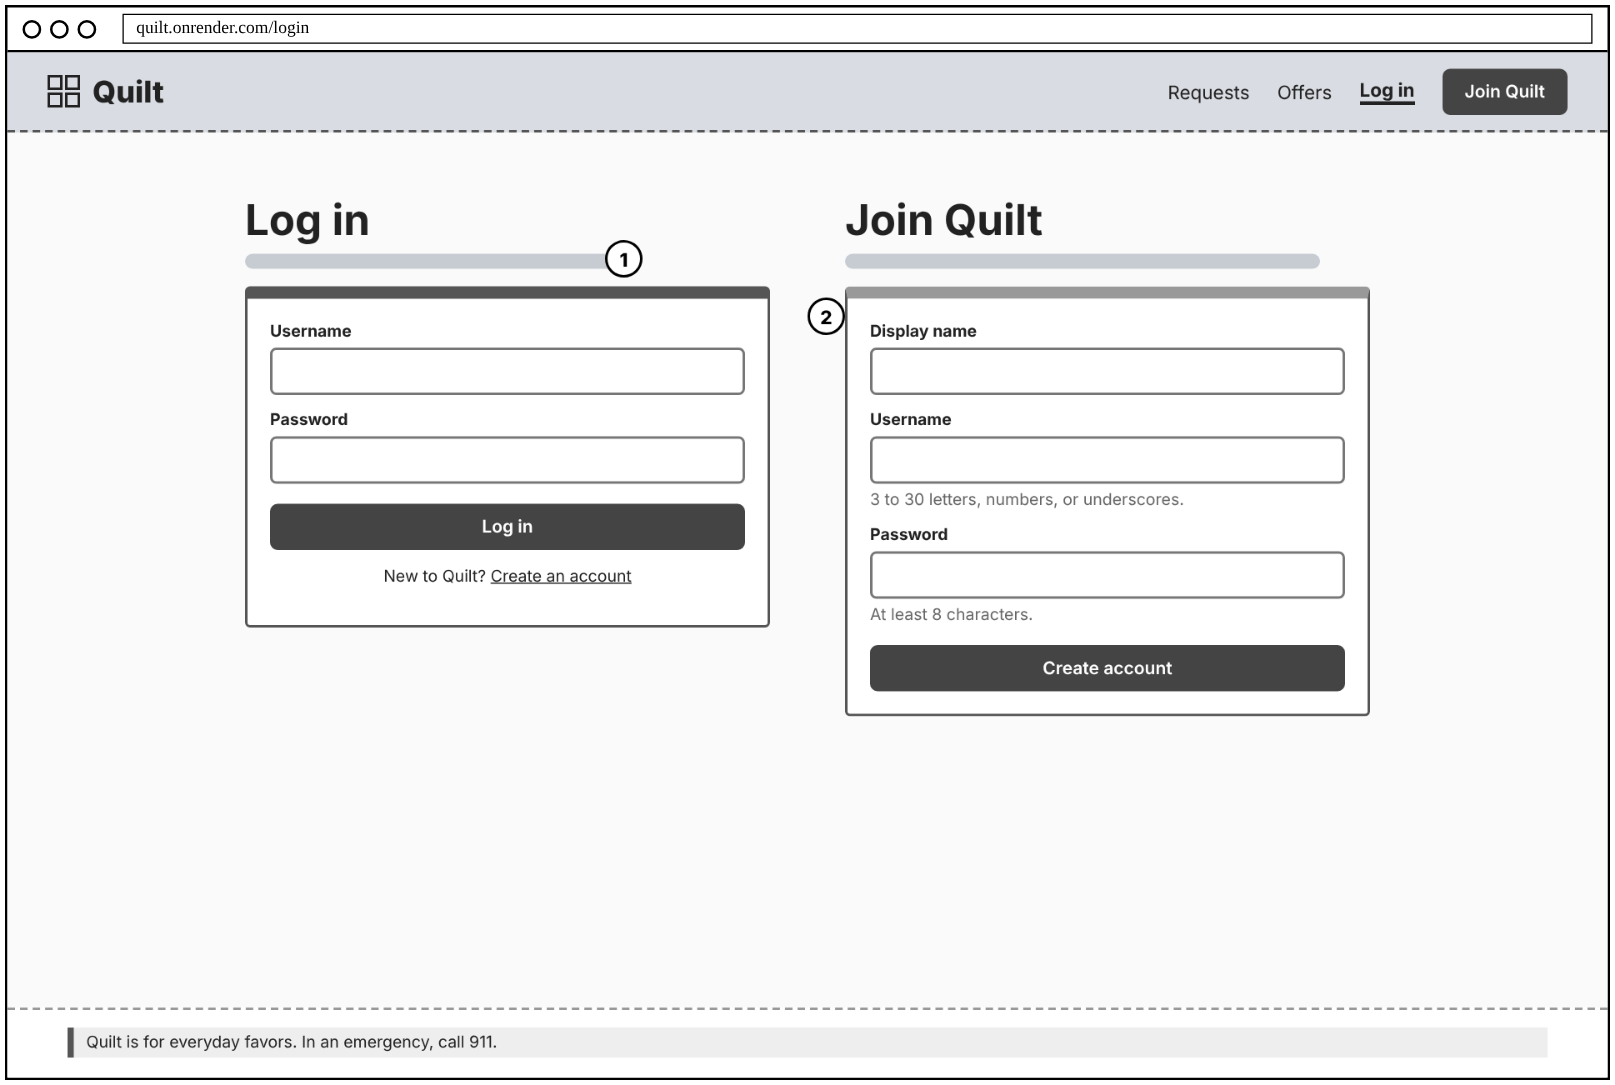 quilt.onrender.com/login
Quilt
Requests Offers Log in Join Quilt
Log in
1
Username
Password
Log in
New to Quilt? Create an account
Join Quilt
2
Display name
Username
3 to 30 letters, numbers, or underscores.
Password
At least 8 characters.
Create account
Quilt is for everyday favors. In an emergency, call 911.